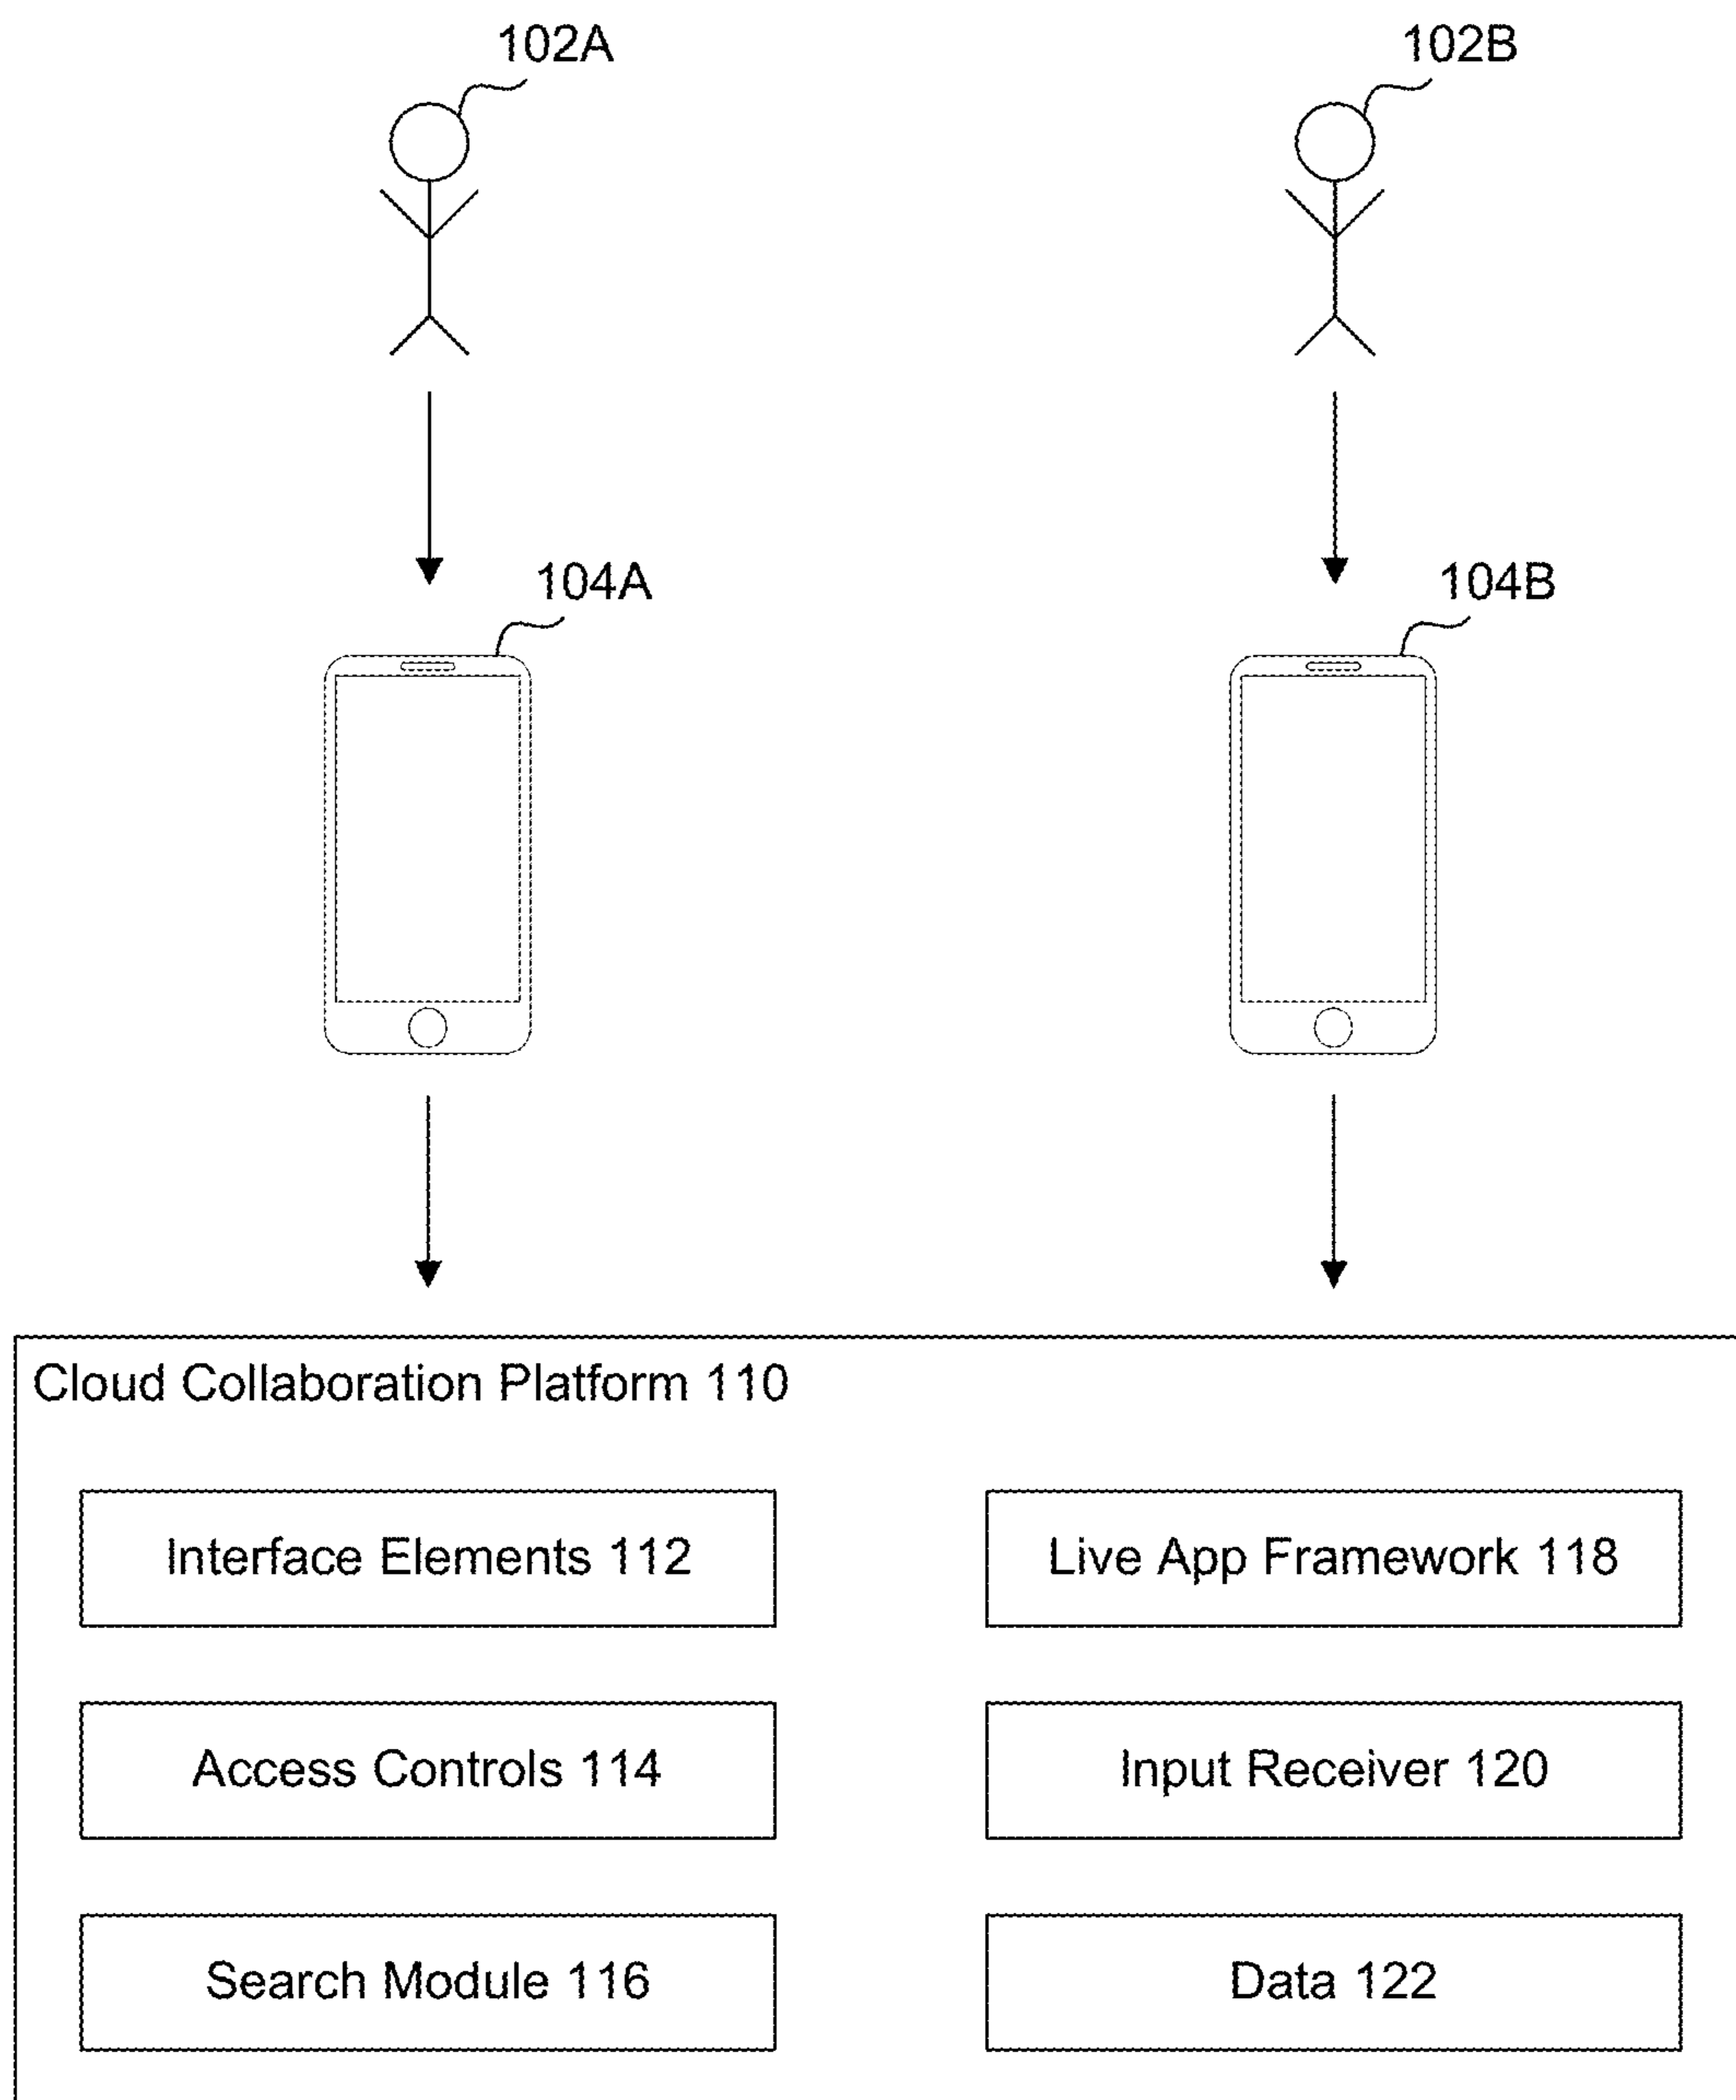 102A
102B
104A
104B
Cloud Collaboration Platform 110
Interface Elements 112
Live App Framework 118
Access Controls 114
Input Receiver 120
Search Module 116
Data 122